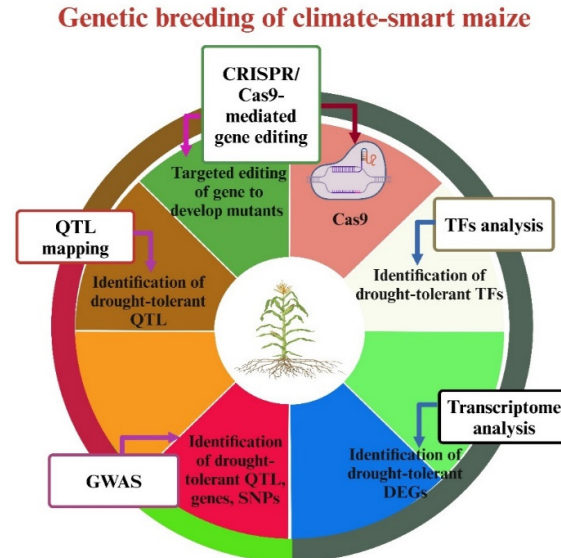 Genetic breeding of climate-smart maize
CRISPR/
Cas9-
mediated
gene editing
Targeted editing
of gene to
develop mutants
Cas9
QTL
mapping
TFs analysis
Identification of
drought-tolerant
QTL
Identification of
drought-tolerant TFs
Transcriptome
analysis
GWAS
Identification
of drought-
tolerant QTL,
genes, SNPs
Identification of
drought-tolerant
DEGs